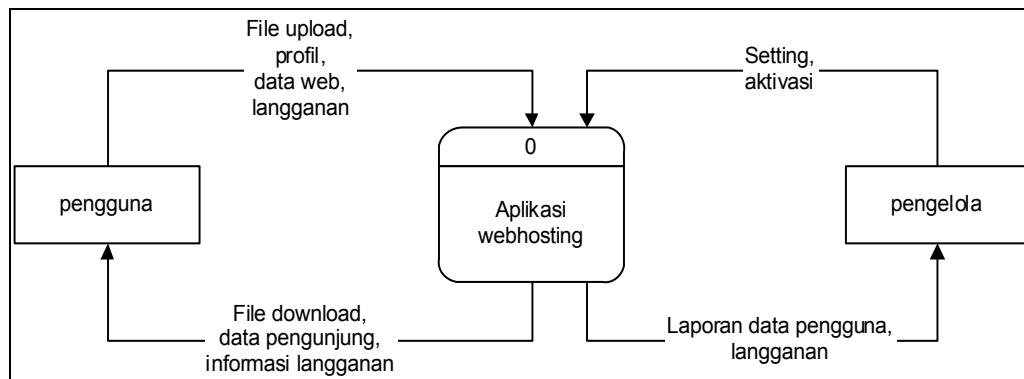 File upload,
profil,
data web,
langganan
Setting,
aktivasi
0
pengguna
Aplikasi
webhosting
pengelola
File download,
data pengunjung,
informasi langganan
Laporan data pengguna,
langganan